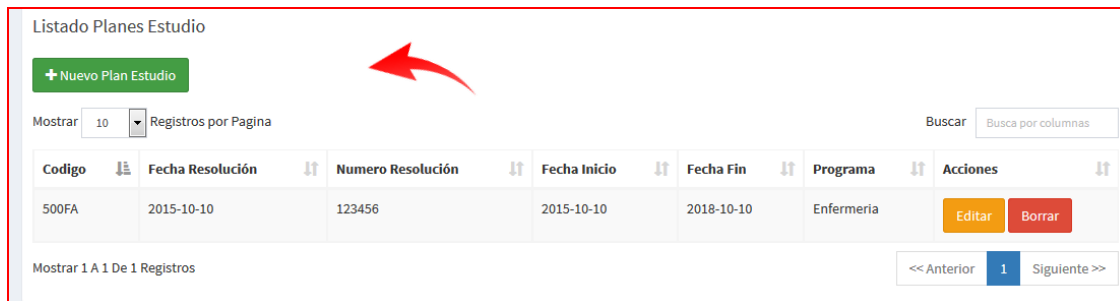 Listado Planes Estudio
+ Nuevo Plan Estudio
Mostrar 10 Registros por Pagina Buscar Busca por columnas
Codigo Fecha Resolución Numero Resolución Fecha Inicio Fecha Fin Programa Acciones
500FA 2015-10-10 123456 2015-10-10 2018-10-10 Enfermeria Editar Borrar
Mostrar 1 A 1 De 1 Registros << Anterior 1 Siguiente >>